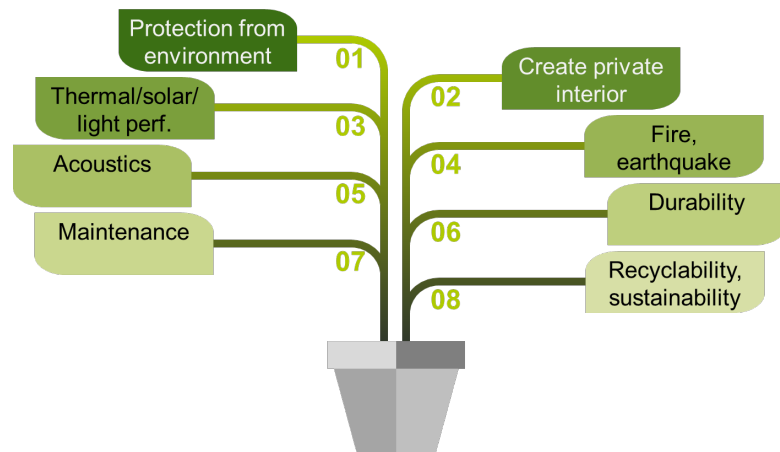 Protection from
environment
01
Create private
interior
02
Thermal/solar/
light perf.
03
Fire,
earthquake
04
Acoustics
05
Durability
06
Maintenance
07
Recyclability,
sustainability
08